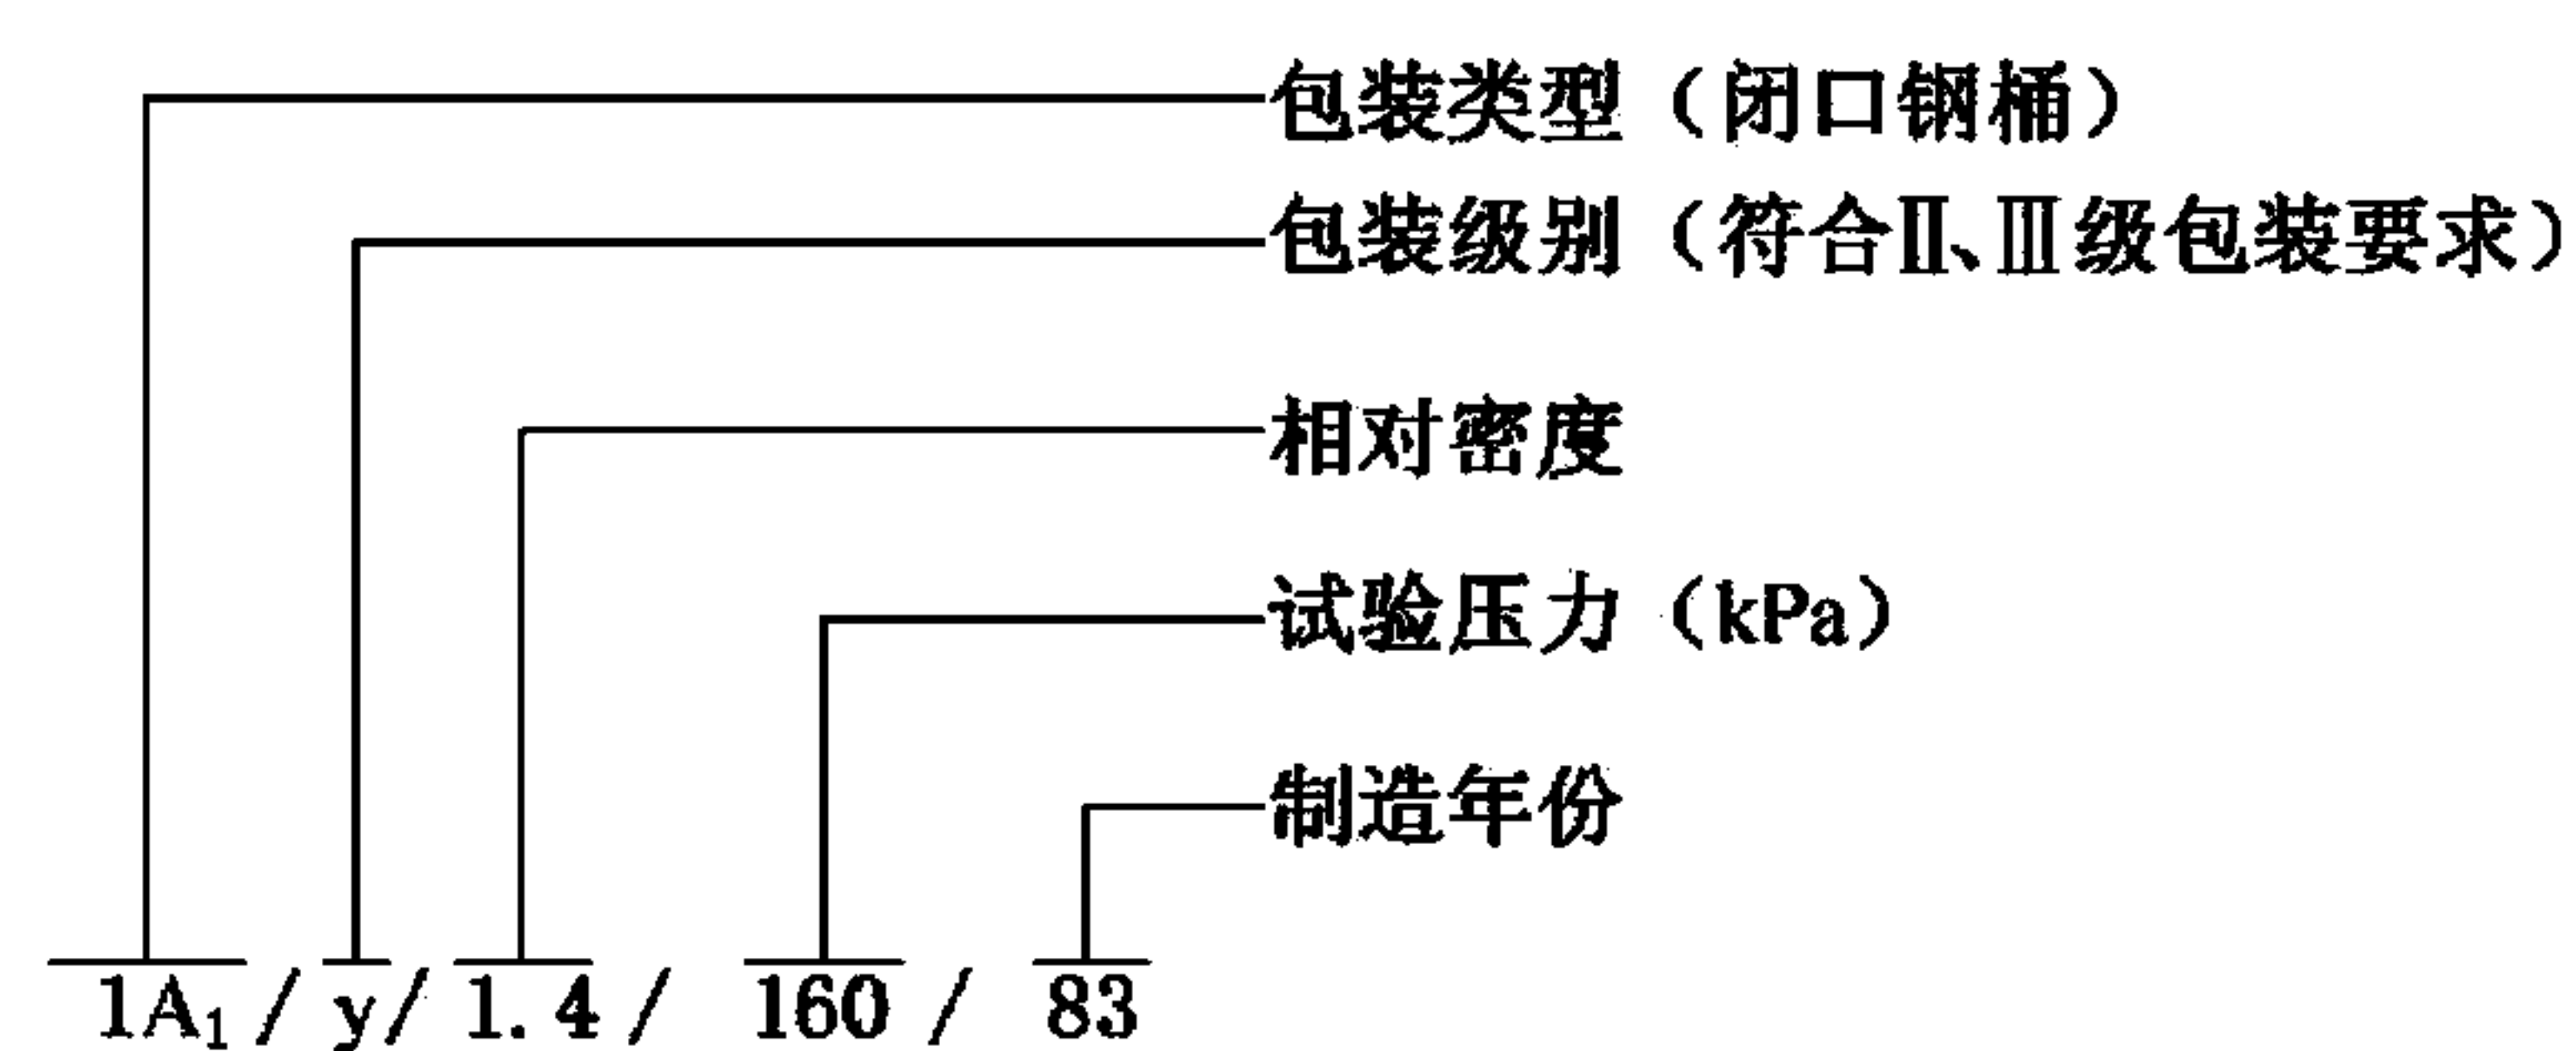 包装类型（闭口钢桶）
包装级别（符合Ⅱ、Ⅲ级包装要求）
相对密度
试验压力（kPa）
制造年份
1A₁/y/1.4/160/83